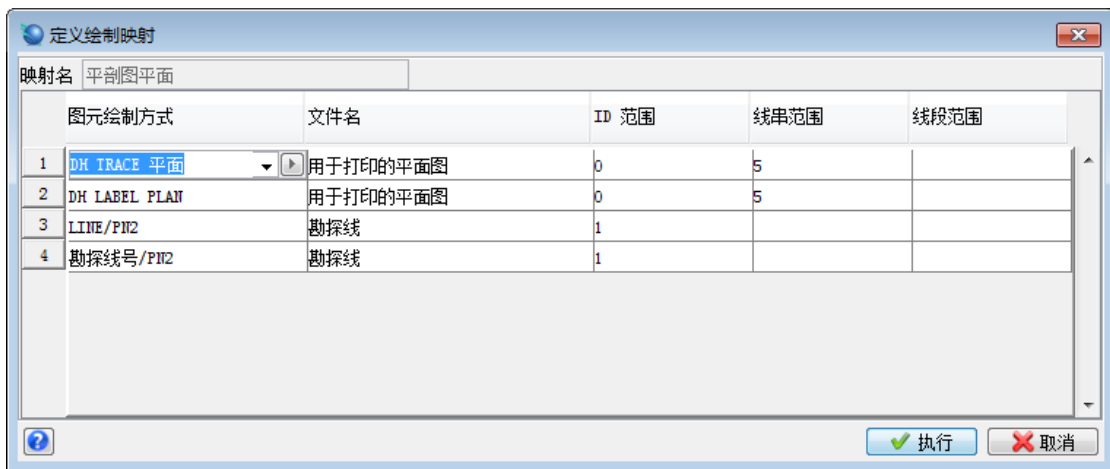 定义绘制映射
映射名 平剖图平面
图元绘制方式 文件名 ID 范围 线串范围 线段范围
1 DH TRACE 平面 用于打印的平面图 0 5
2 DH LABEL PLAN 用于打印的平面图 0 5
3 LINE/PN2 勘探线 1
4 勘探线号/PN2 勘探线 1
执行 取消